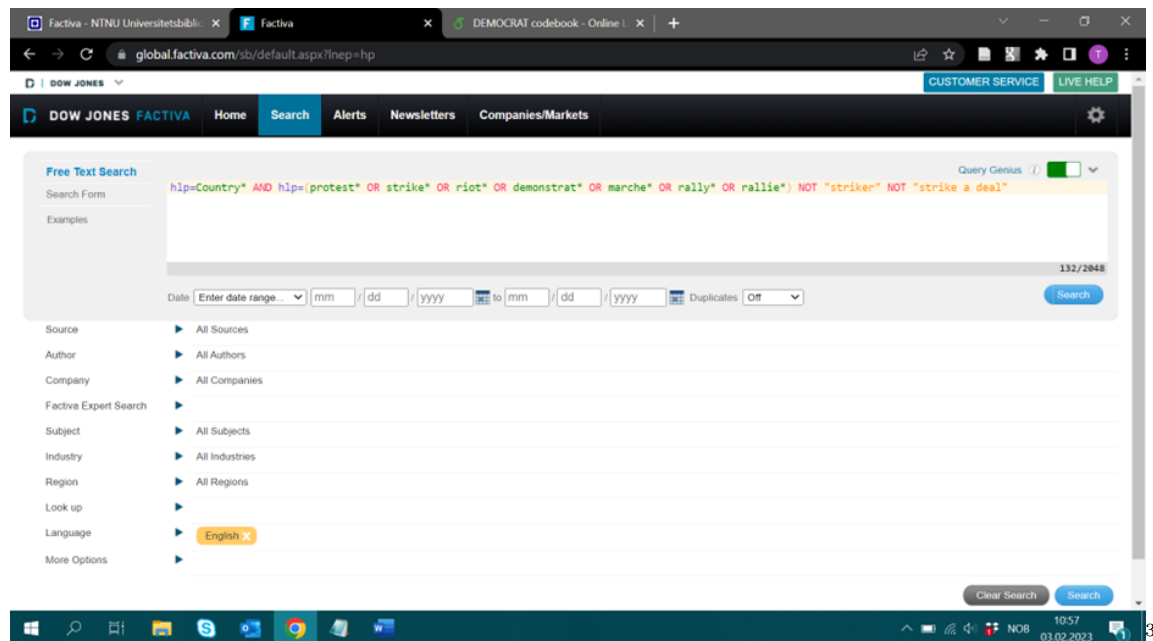 Factiva - NTNU Universitetsbiblio
Factiva
DEMOCRAT codebook - Online L
global.factiva.com/sb/default.aspx?lnep=hp
T
DOW JONES
CUSTOMER SERVICE
LIVE HELP
DOW JONES FACTIVA
Home
Search
Alerts
Newsletters
Companies/Markets
Free Text Search
Query Genius
Search Form
hlp=Country* AND hlp=(protest* OR strike* OR riot* OR demonstrat* OR marche* OR rally* OR rallie*) NOT "striker" NOT "strike a deal"
Examples
132/2048
Date Enter date range... mm / dd / yyyy to mm / dd / yyyy Duplicates Off
Search
Source All Sources
Author All Authors
Company All Companies
Factiva Expert Search
Subject All Subjects
Industry All Industries
Region All Regions
Look up
Language English x
More Options
Clear Search Search
NOB
10:57
03.02.2023
3